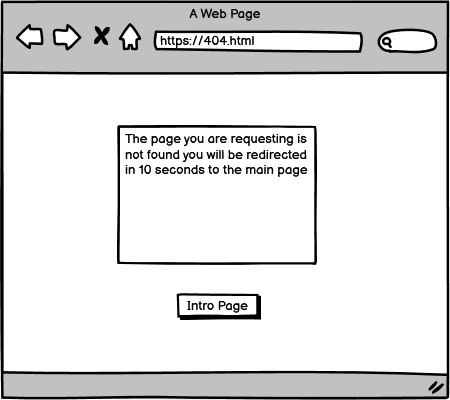 A Web Page
https://404.html
The page you are requesting is
not found you will be redirected
in 10 seconds to the main page
Intro Page